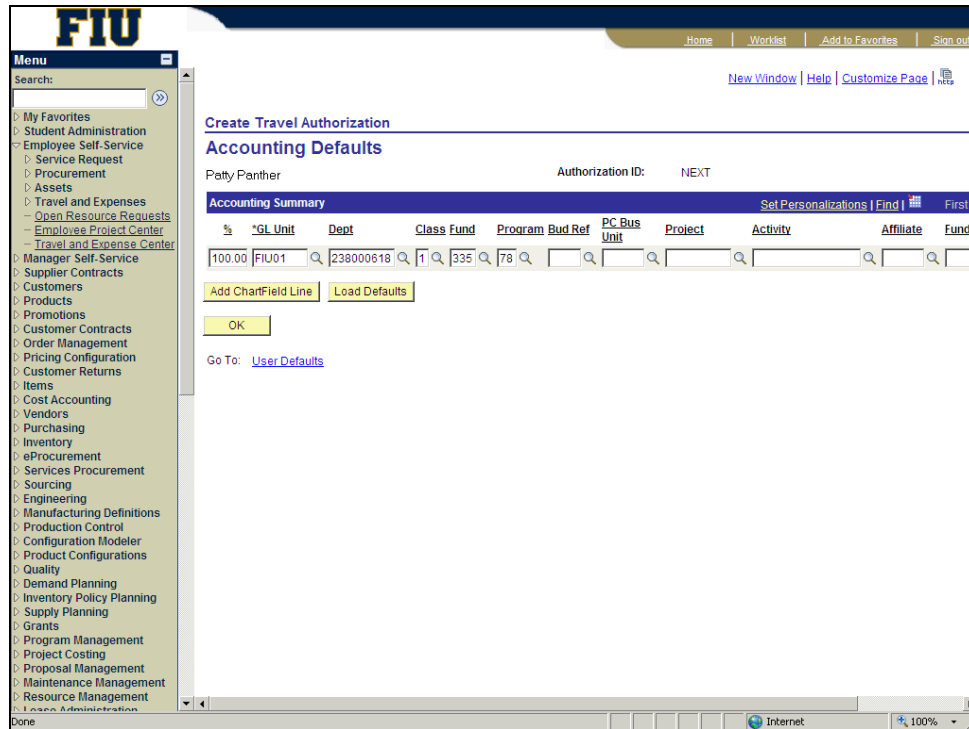 FIU
Home | Worklist | Add to Favorites | Sign out
Menu
Search:
New Window | Help | Customize Page | http
My Favorites
Student Administration
Employee Self-Service
Service Request
Procurement
Assets
Travel and Expenses
Open Resource Requests
Employee Project Center
Travel and Expense Center
Manager Self-Service
Supplier Contracts
Customers
Products
Promotions
Customer Contracts
Order Management
Pricing Configuration
Customer Returns
Items
Cost Accounting
Vendors
Purchasing
Inventory
eProcurement
Services Procurement
Sourcing
Engineering
Manufacturing Definitions
Production Control
Configuration Modeler
Product Configurations
Quality
Demand Planning
Inventory Policy Planning
Supply Planning
Grants
Program Management
Project Costing
Proposal Management
Maintenance Management
Resource Management
Lease Administration
Create Travel Authorization
Accounting Defaults
Patty Panther Authorization ID: NEXT
Accounting Summary Set Personalizations | Find | First
% *GL Unit Dept Class Fund Program Bud Ref PC Bus Unit Project Activity Affiliate Fund
100.00 FIU01 238000618 1 335 78
Add ChartField Line Load Defaults
OK
Go To: User Defaults
Done Internet 100%